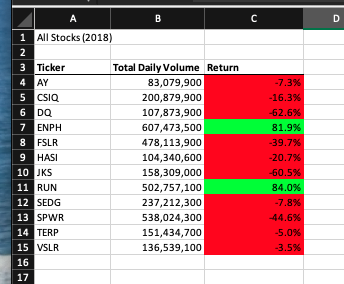 A B C D
1 All Stocks (2018)
2
3 Ticker Total Daily Volume Return
4 AY 83,079,900 -7.3%
5 CSIQ 200,879,900 -16.3%
6 DQ 107,873,900 -62.6%
7 ENPH 607,473,500 81.9%
8 FSLR 478,113,900 -39.7%
9 HASI 104,340,600 -20.7%
10 JKS 158,309,000 -60.5%
11 RUN 502,757,100 84.0%
12 SEDG 237,212,300 -7.8%
13 SPWR 538,024,300 -44.6%
14 TERP 151,434,700 -5.0%
15 VSLR 136,539,100 -3.5%
16
17